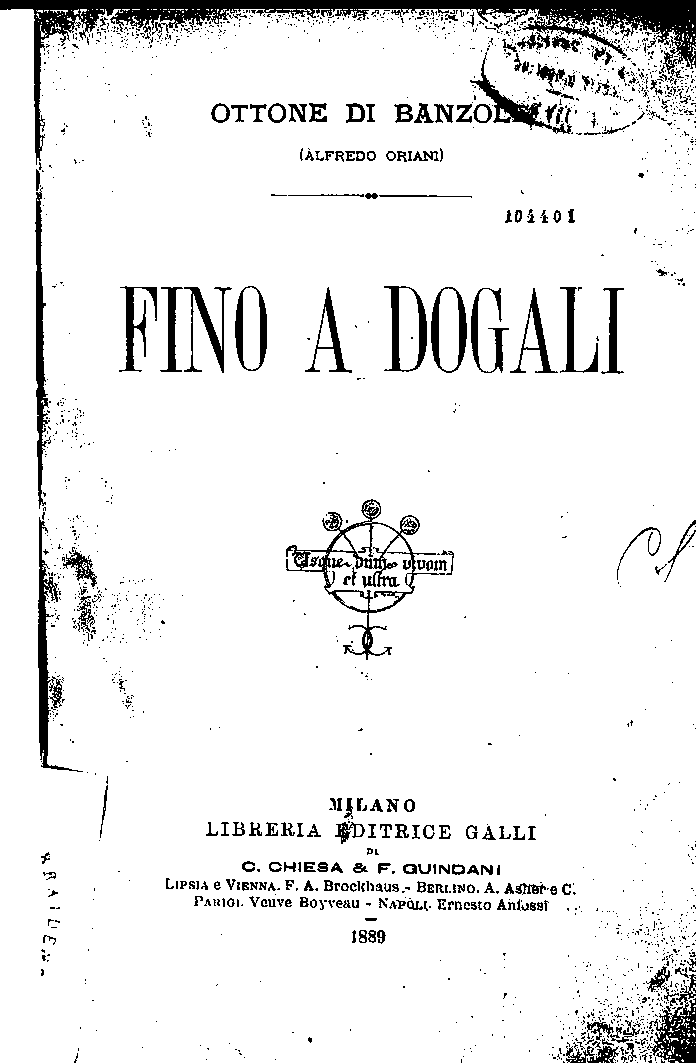 OTTONE DI BANZOLE
(ALFREDO ORIANI)
104401
FINO A DOGALI
Usque dum vivam
et ultra
MILANO
LIBRERIA EDITRICE GALLI
DI
C. CHIESA & F. GUINDANI
LIPSIA e VIENNA. F. A. Brockhaus. - BERLINO. A. Asher e C.
PARIGI. Veuve Boyveau - NAPOLI. Ernesto Anfossi
1889